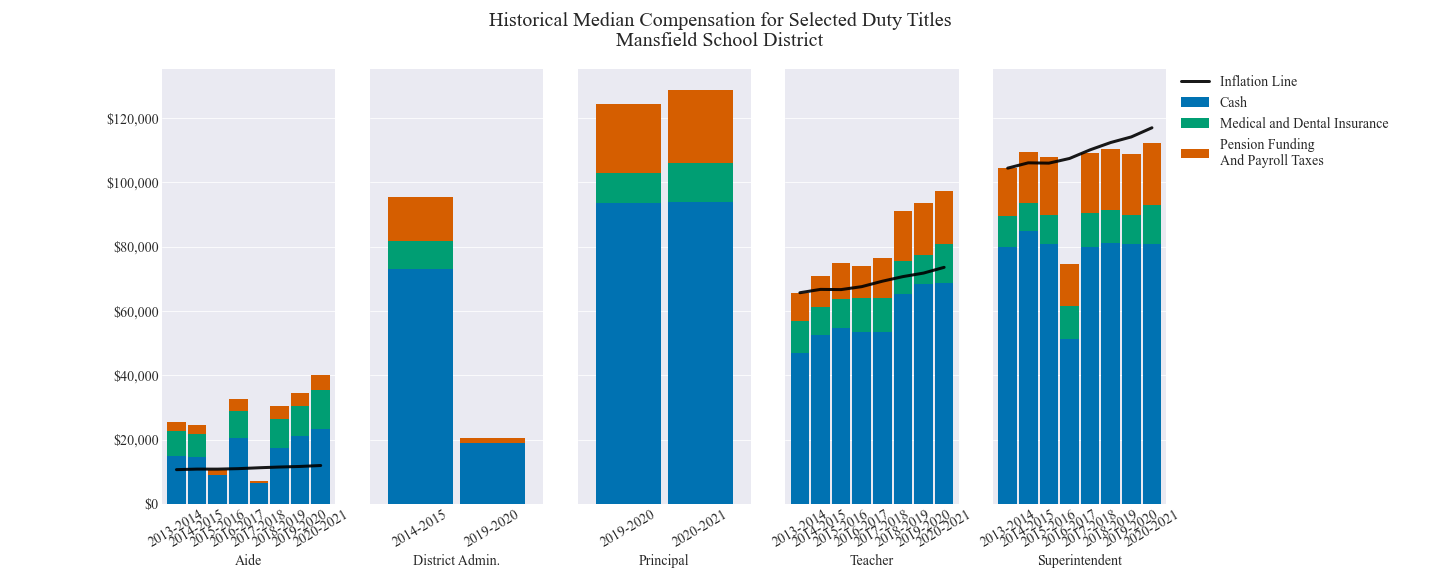 Historical Median Compensation for Selected Duty Titles
Mansfield School District
Inflation Line
Cash
Medical and Dental Insurance
Pension Funding
And Payroll Taxes
$120,000
$100,000
$80,000
$60,000
$40,000
$20,000
$0
2013-2014
2014-2015
2015-2016
2016-2017
2017-2018
2018-2019
2019-2020
2020-2021
Aide
2014-2015
2019-2020
District Admin.
2019-2020
2020-2021
Principal
2013-2014
2014-2015
2015-2016
2016-2017
2017-2018
2018-2019
2019-2020
2020-2021
Teacher
2013-2014
2014-2015
2015-2016
2016-2017
2017-2018
2018-2019
2019-2020
2020-2021
Superintendent